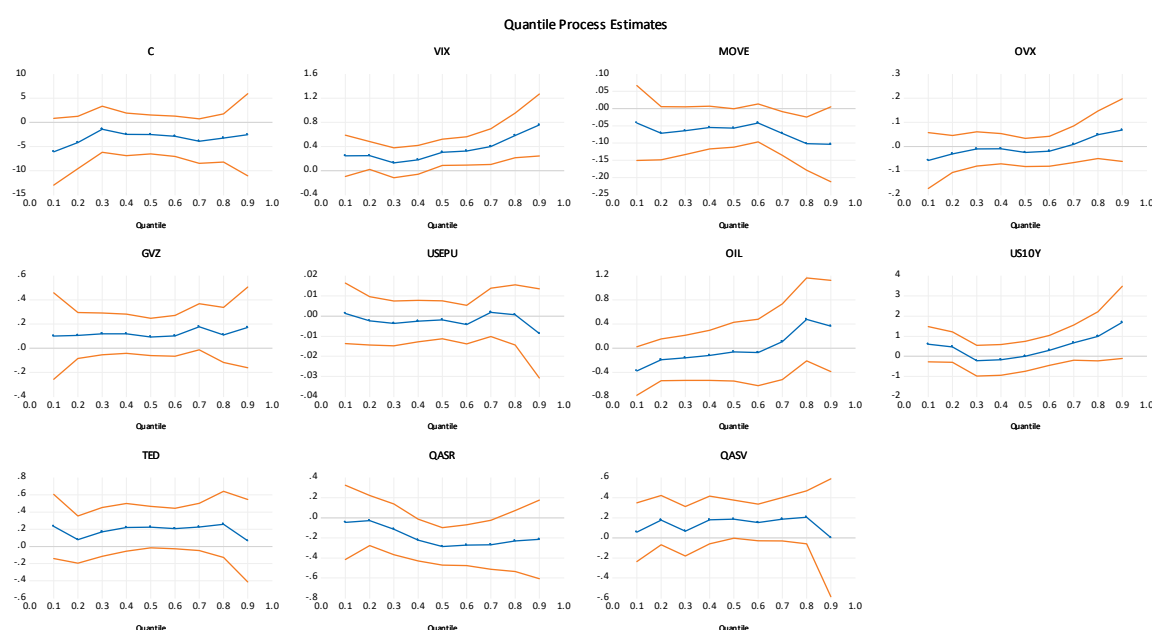 Quantile Process Estimates
C
10
5
0
-5
-10
-15
0.0 0.1 0.2 0.3 0.4 0.5 0.6 0.7 0.8 0.9 1.0
Quantile
VIX
1.6
1.2
0.8
0.4
0.0
-0.4
0.0 0.1 0.2 0.3 0.4 0.5 0.6 0.7 0.8 0.9 1.0
Quantile
MOVE
.10
.05
.00
-.05
-.10
-.15
-.20
-.25
0.0 0.1 0.2 0.3 0.4 0.5 0.6 0.7 0.8 0.9 1.0
Quantile
OVX
.3
.2
.1
.0
-.1
-.2
0.0 0.1 0.2 0.3 0.4 0.5 0.6 0.7 0.8 0.9 1.0
Quantile
GVZ
.6
.4
.2
.0
-.2
-.4
0.0 0.1 0.2 0.3 0.4 0.5 0.6 0.7 0.8 0.9 1.0
Quantile
USEPU
.02
.01
.00
-.01
-.02
-.03
-.04
0.0 0.1 0.2 0.3 0.4 0.5 0.6 0.7 0.8 0.9 1.0
Quantile
OIL
1.2
0.8
0.4
0.0
-0.4
-0.8
0.0 0.1 0.2 0.3 0.4 0.5 0.6 0.7 0.8 0.9 1.0
Quantile
US10Y
4
3
2
1
0
-1
-2
0.0 0.1 0.2 0.3 0.4 0.5 0.6 0.7 0.8 0.9 1.0
Quantile
TED
.8
.6
.4
.2
.0
-.2
-.4
-.6
0.0 0.1 0.2 0.3 0.4 0.5 0.6 0.7 0.8 0.9 1.0
Quantile
QASR
.4
.2
.0
-.2
-.4
-.6
-.8
0.0 0.1 0.2 0.3 0.4 0.5 0.6 0.7 0.8 0.9 1.0
Quantile
QASV
.6
.4
.2
.0
-.2
-.4
-.6
0.0 0.1 0.2 0.3 0.4 0.5 0.6 0.7 0.8 0.9 1.0
Quantile